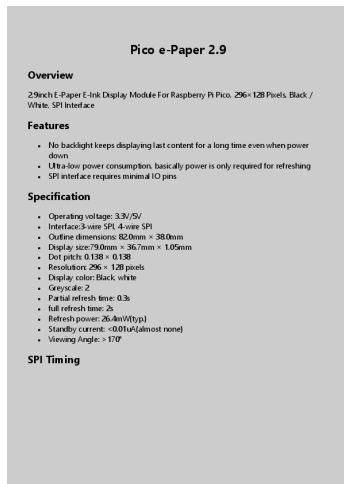 Pico e-Paper 2.9
Overview
2.9inch E-Paper E-Ink Display Module For Raspberry Pi Pico, 296×128 Pixels, Black /
White, SPI Interface
Features
• No backlight keeps displaying last content for a long time even when power
down
• Ultra-low power consumption, basically power is only required for refreshing
• SPI interface requires minimal IO pins
Specification
• Operating voltage: 3.3V/5V
• Interface:3-wire SPI, 4-wire SPI
• Outline dimensions: 82.0mm × 38.0mm
• Display size:79.0mm × 36.7mm × 1.05mm
• Dot pitch: 0.138 × 0.138
• Resolution: 296 × 128 pixels
• Display color: Black, white
• Greyscale: 2
• Partial refresh time: 0.3s
• full refresh time: 2s
• Refresh power: 26.4mW(typ.)
• Standby current: <0.01uA(almost none)
• Viewing Angle: >170°
SPI Timing